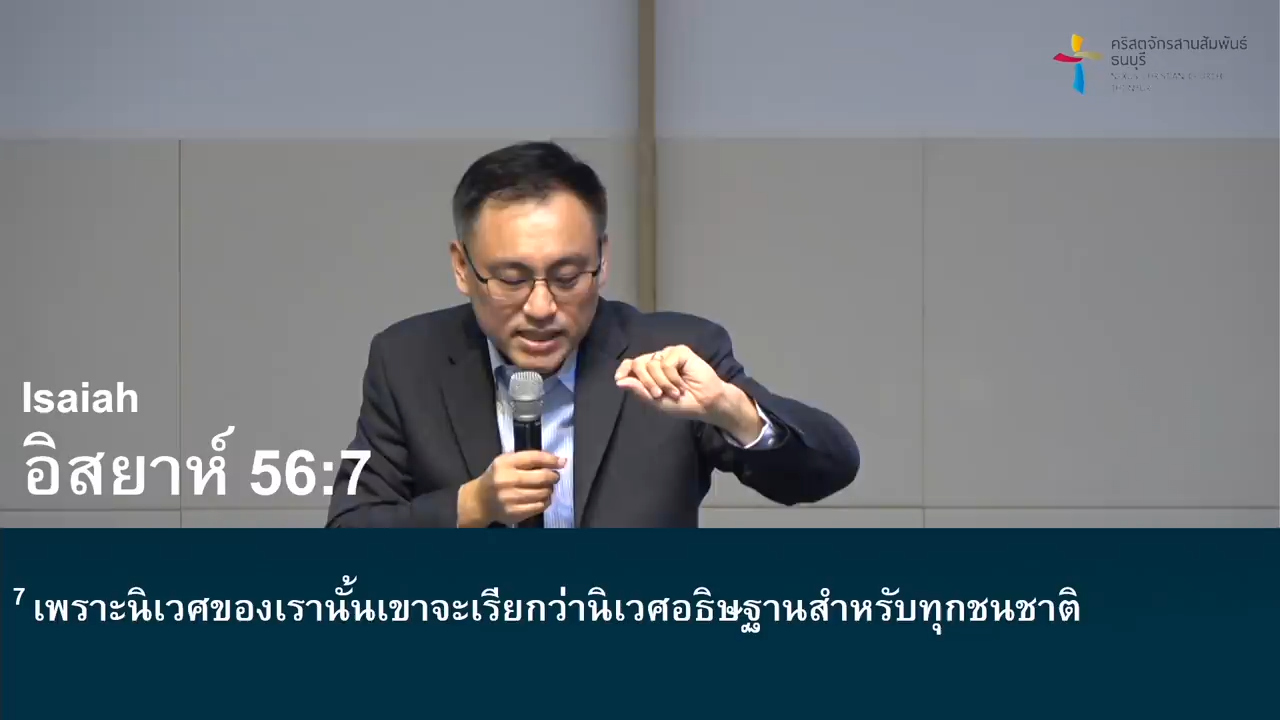 คริสตจักรสานสัมพันธ์
ธนบุรี
Isaiah
อิสยาห์ 56:7
7 เพราะนิเวศของเรานั้นเขาจะเรียกว่านิเวศอธิษฐานสำหรับทุกชนชาติ